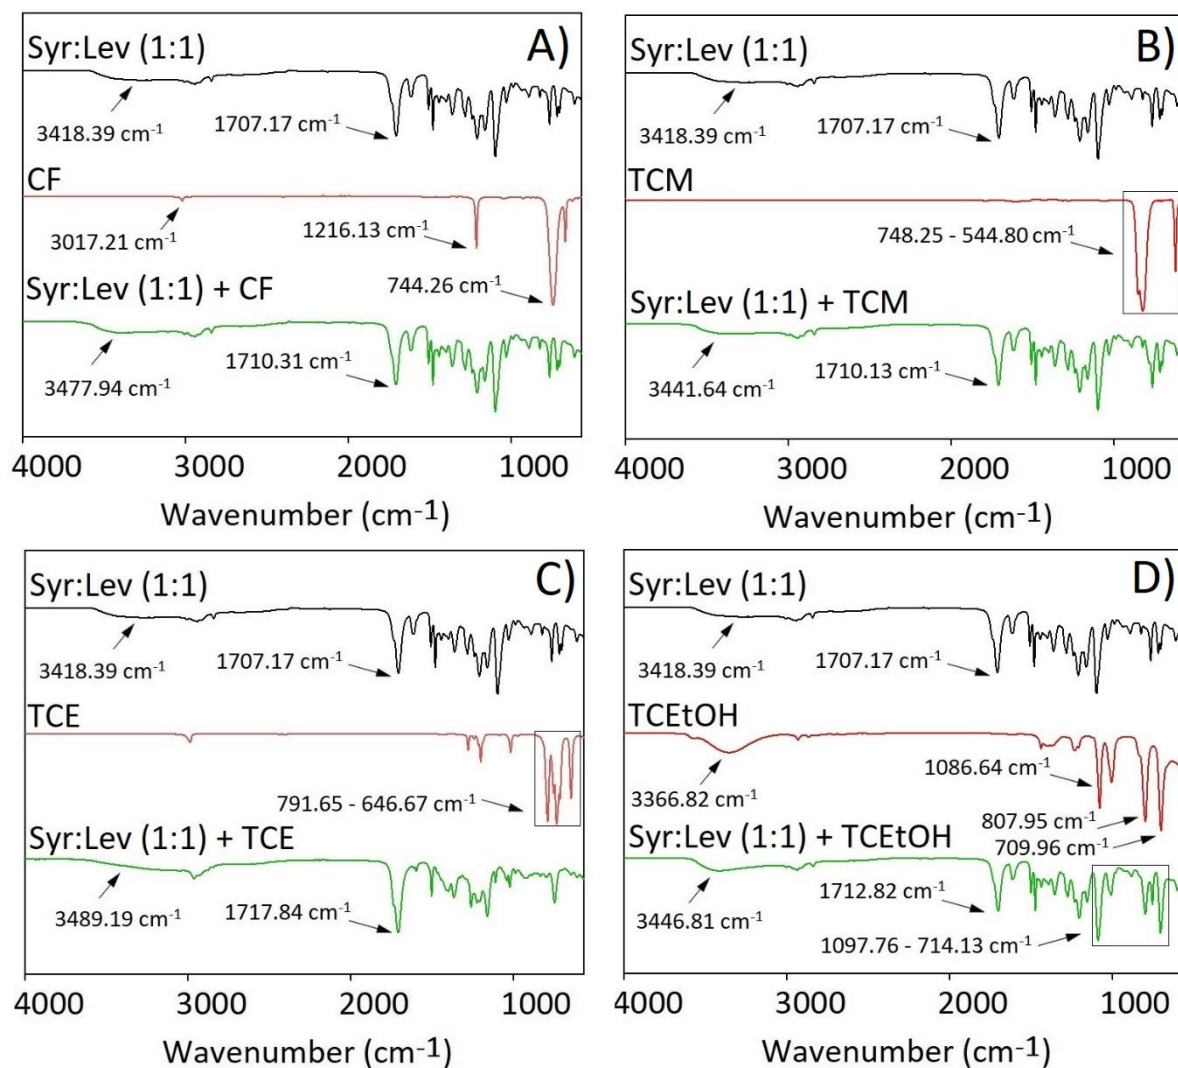 A)
Syr:Lev (1:1)
3418.39 cm-1
1707.17 cm-1
CF
3017.21 cm-1
1216.13 cm-1
744.26 cm-1
Syr:Lev (1:1) + CF
3477.94 cm-1
1710.31 cm-1
4000 3000 2000 1000
Wavenumber (cm-1)
B)
Syr:Lev (1:1)
3418.39 cm-1
1707.17 cm-1
TCM
748.25 - 544.80 cm-1
Syr:Lev (1:1) + TCM
3441.64 cm-1
1710.13 cm-1
4000 3000 2000 1000
Wavenumber (cm-1)
C)
Syr:Lev (1:1)
3418.39 cm-1
1707.17 cm-1
TCE
791.65 - 646.67 cm-1
Syr:Lev (1:1) + TCE
3489.19 cm-1
1717.84 cm-1
4000 3000 2000 1000
Wavenumber (cm-1)
D)
Syr:Lev (1:1)
3418.39 cm-1
1707.17 cm-1
TCEtOH
3366.82 cm-1
1086.64 cm-1
807.95 cm-1
709.96 cm-1
Syr:Lev (1:1) + TCEtOH
3446.81 cm-1
1712.82 cm-1
1097.76 - 714.13 cm-1
4000 3000 2000 1000
Wavenumber (cm-1)